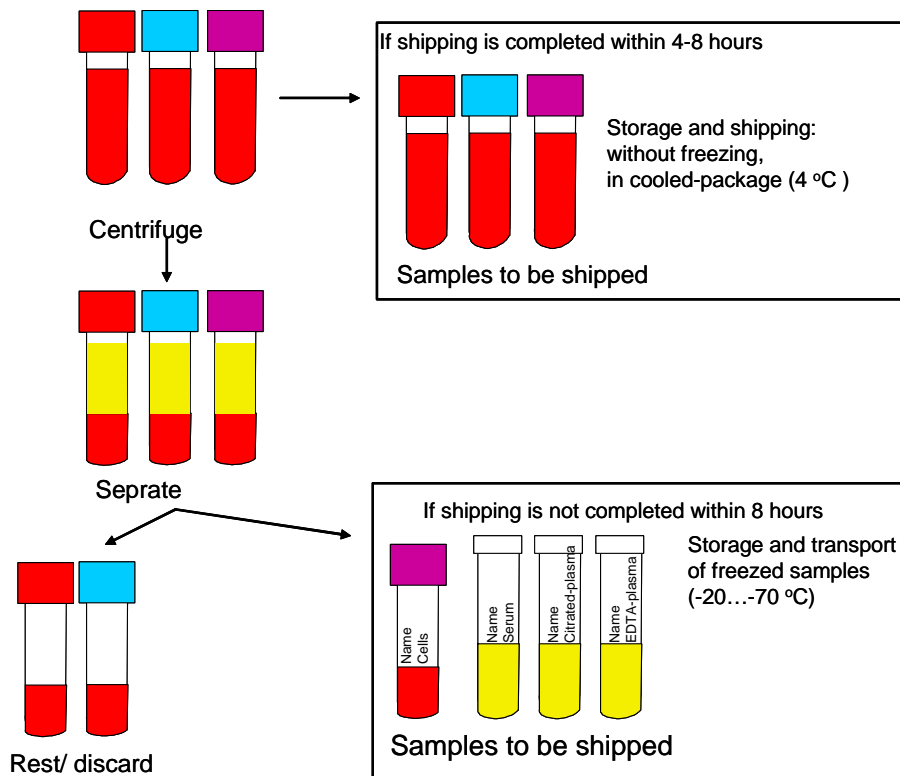 If shipping is completed within 4-8 hours
Storage and shipping:
without freezing,
in cooled-package (4 ºC )
Samples to be shipped
Centrifuge
Seprate
If shipping is not completed within 8 hours
Storage and transport
of freezed samples
(-20…-70 ºC)
Name
Cells
Name
Serum
Name
Citrated-plasma
Name
EDTA-plasma
Samples to be shipped
Rest/ discard